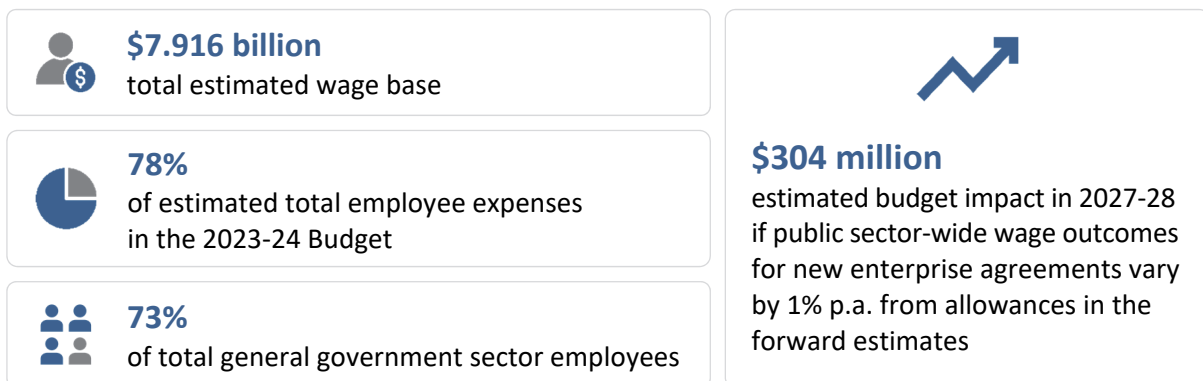 $7.916 billion
total estimated wage base
78%
of estimated total employee expenses
in the 2023-24 Budget
73%
of total general government sector employees
$304 million
estimated budget impact in 2027-28
if public sector-wide wage outcomes
for new enterprise agreements vary
by 1% p.a. from allowances in the
forward estimates